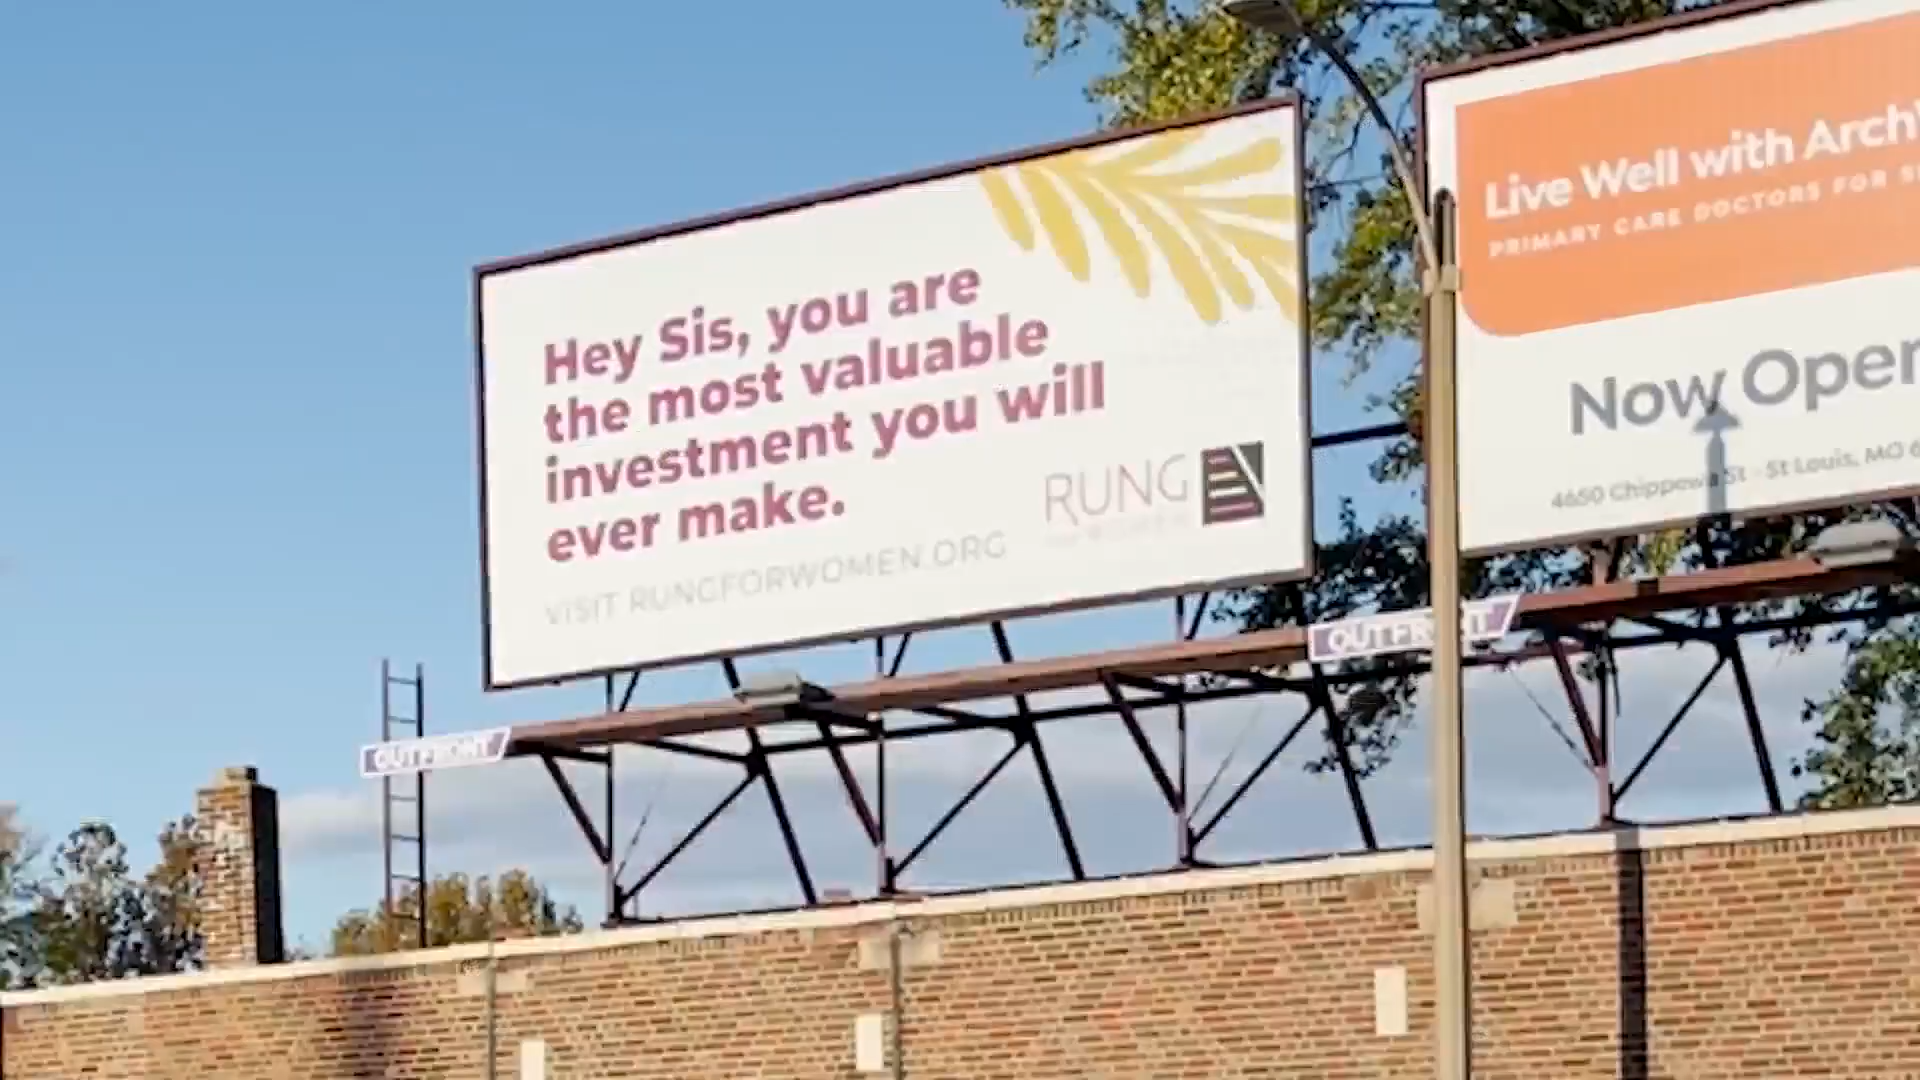 Hey Sis, you are
the most valuable
investment you will
ever make.
VISIT RUNGFORWOMEN.ORG
RUNG
OUTFRONT
OUTFRONT
Live Well with Arch
PRIMARY CARE DOCTORS FOR
Now Open
4650 Chippewa St - St Louis, MO 6